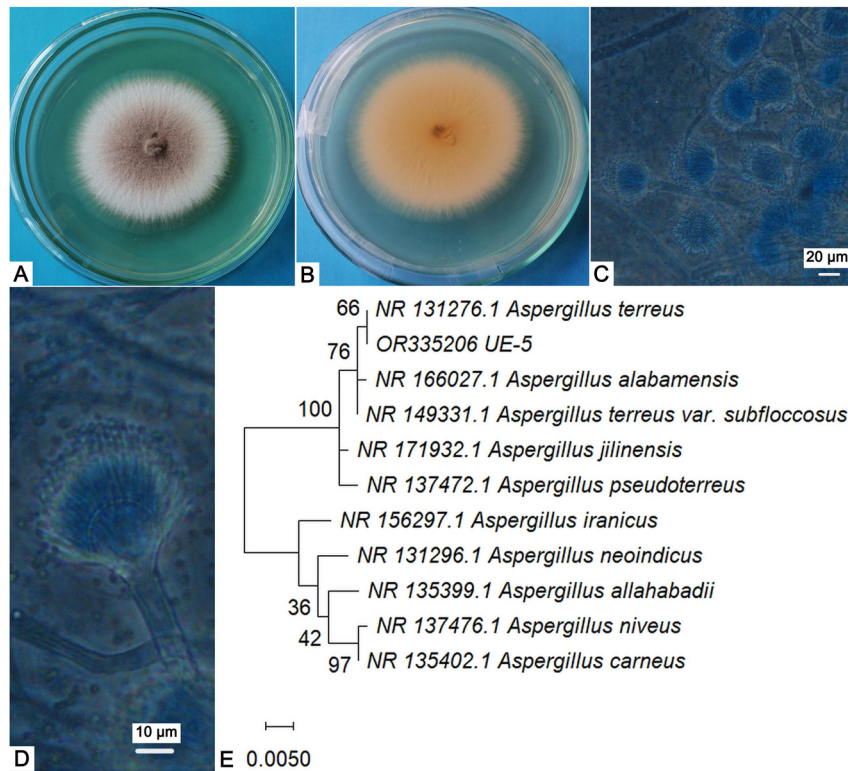 A
B
C
20 µm
D
10 µm
E
66
NR 131276.1 Aspergillus terreus
OR335206 UE-5
76
NR 166027.1 Aspergillus alabamensis
100
NR 149331.1 Aspergillus terreus var. subfloccosus
NR 171932.1 Aspergillus jilinensis
NR 137472.1 Aspergillus pseudoterreus
NR 156297.1 Aspergillus iranicus
NR 131296.1 Aspergillus neoindicus
36
NR 135399.1 Aspergillus allahabadii
42
NR 137476.1 Aspergillus niveus
97
NR 135402.1 Aspergillus carneus
0.0050